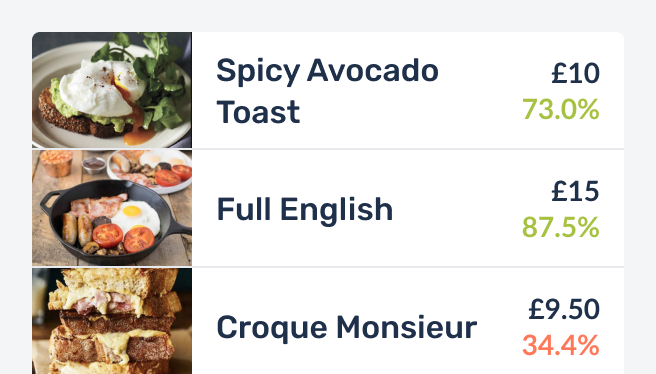 Spicy Avocado
Toast
£10
73.0%
Full English
£15
87.5%
Croque Monsieur
£9.50
34.4%